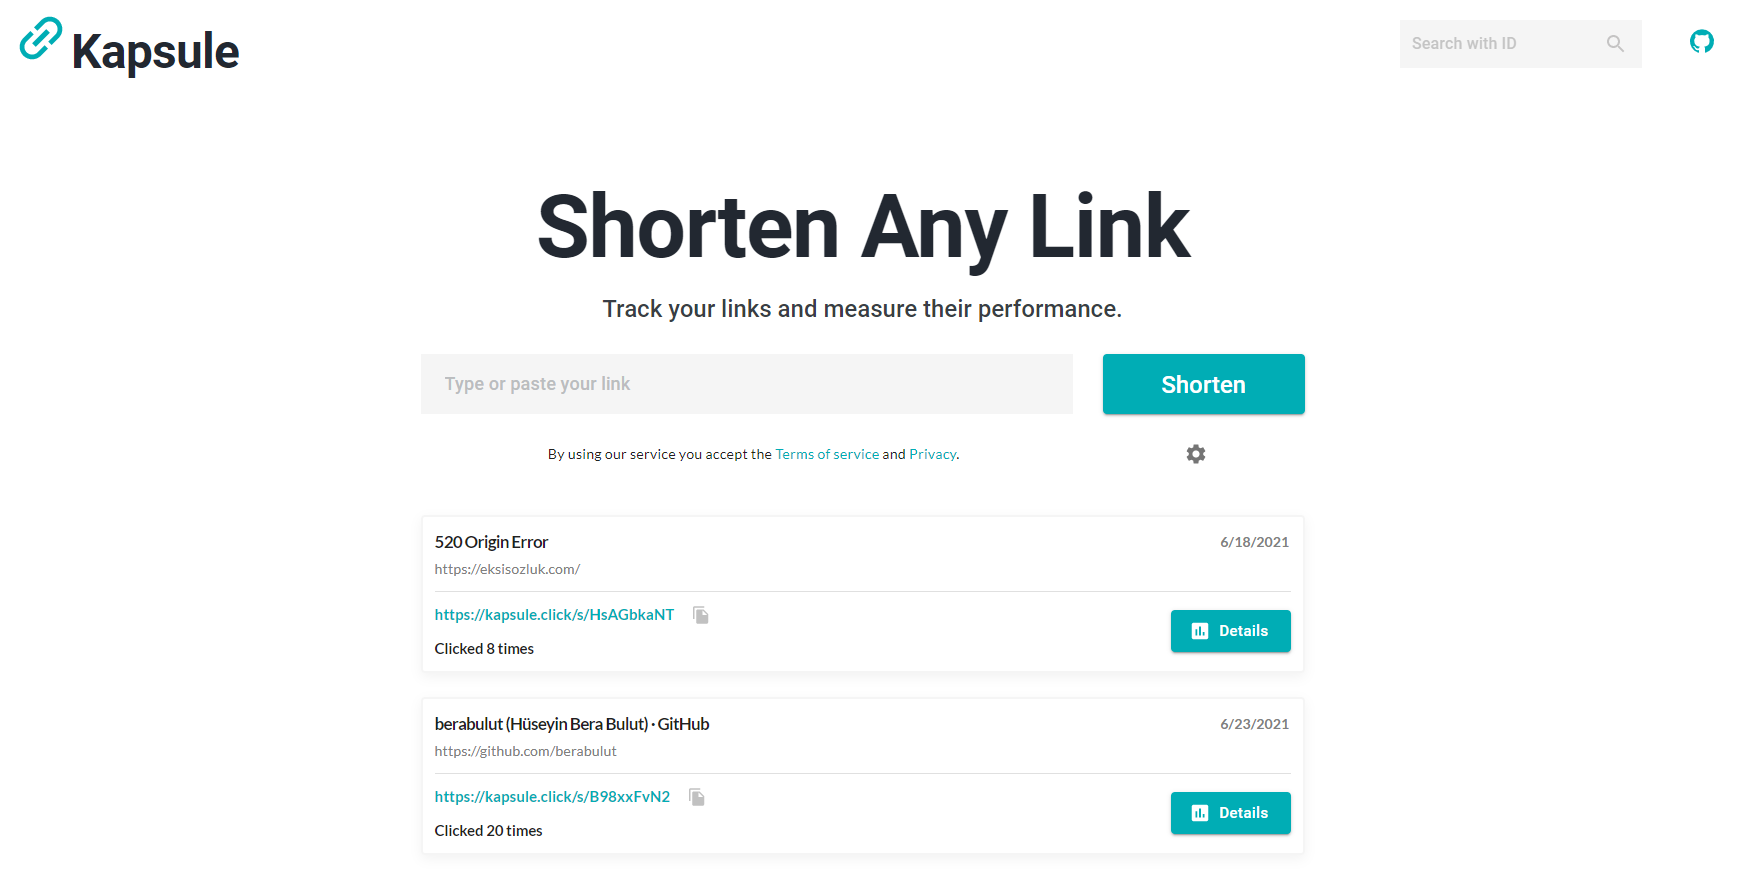 Kapsule
Search with ID
Shorten Any Link
Track your links and measure their performance.
Type or paste your link
Shorten
By using our service you accept the Terms of service and Privacy.
520 Origin Error
6/18/2021
https://eksisozluk.com/
https://kapsule.click/s/HsAGbkaNT
Details
Clicked 8 times
berabulut (Hüseyin Bera Bulut) · GitHub
6/23/2021
https://github.com/berabulut
https://kapsule.click/s/B98xxFvN2
Details
Clicked 20 times